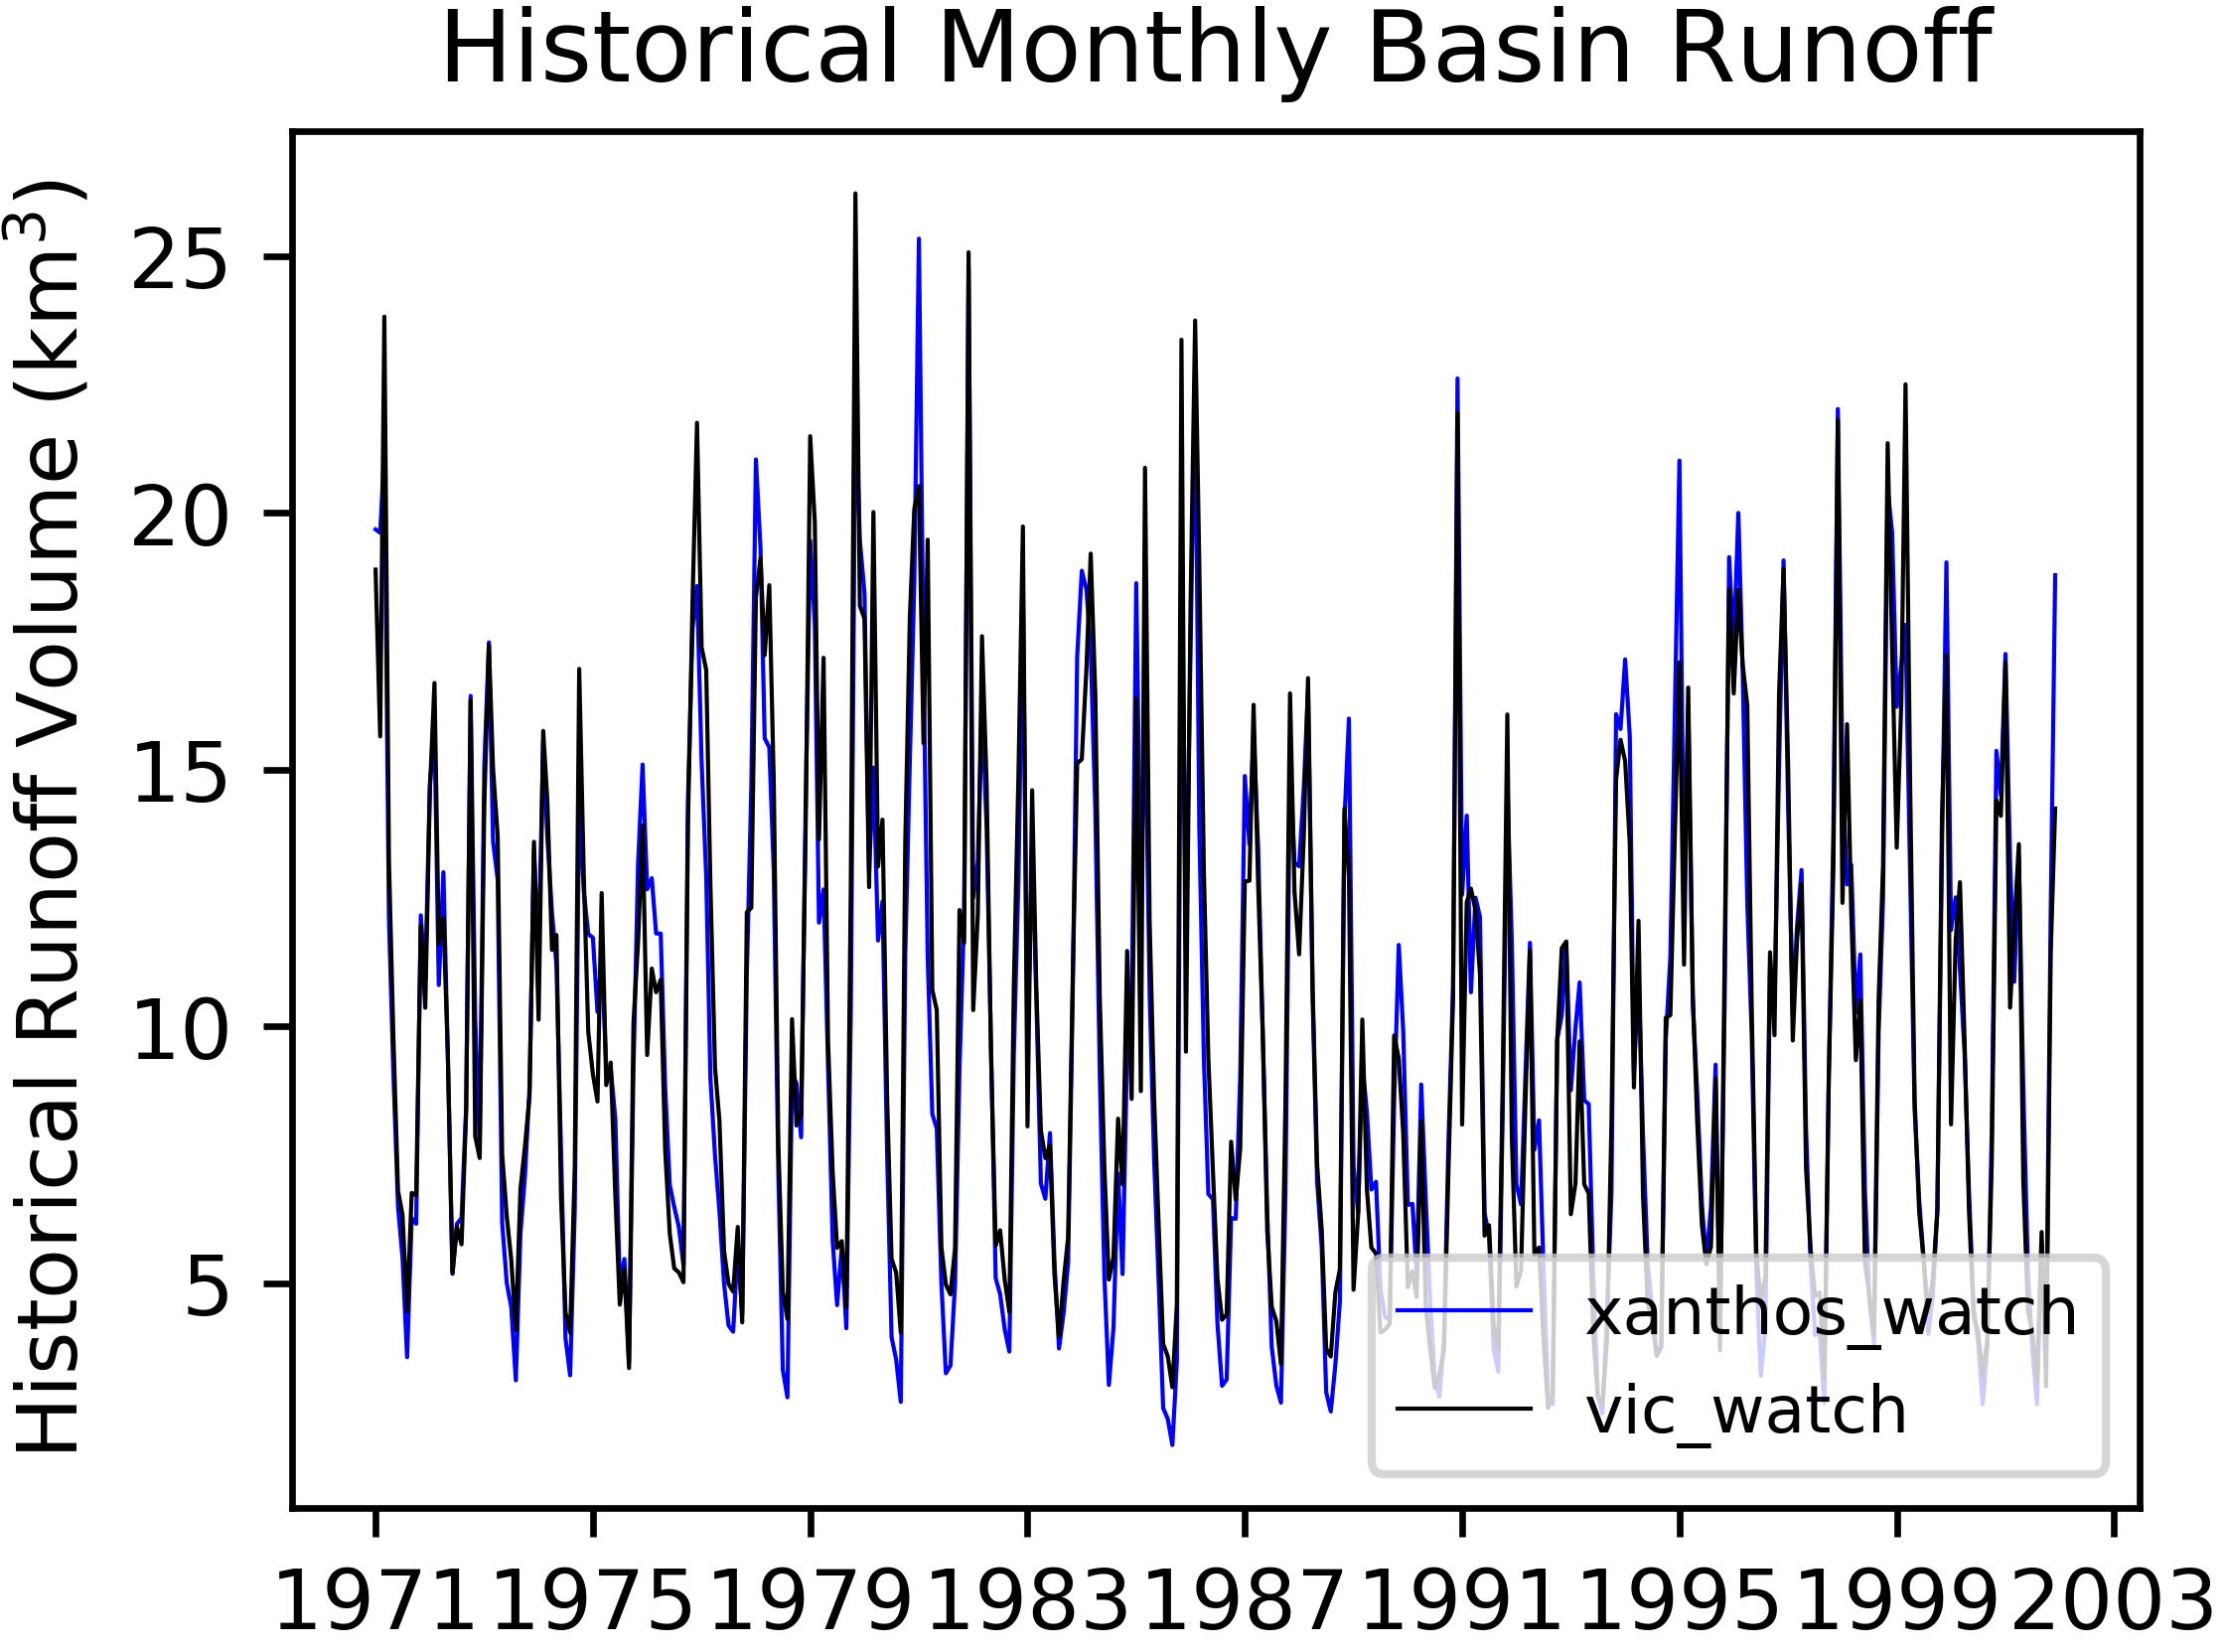 Historical Monthly Basin Runoff
Historical Runoff Volume (km³)
25
20
15
10
5
xanthos_watch
vic_watch
1971 1975 1979 1983 1987 1991 1995 1999 2003